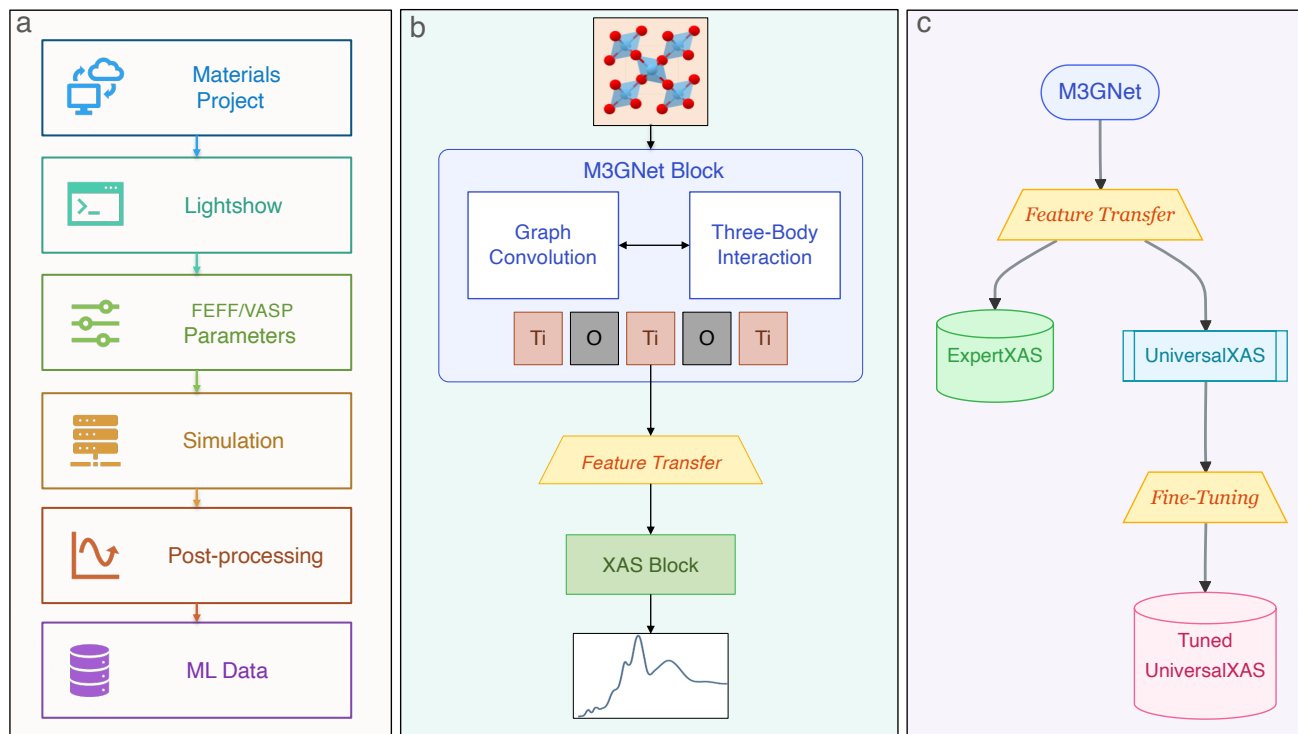 a
Materials
Project
Lightshow
FEFF/VASP
Parameters
Simulation
Post-processing
ML Data
b
M3GNet Block
Graph
Convolution
Three-Body
Interaction
Ti
O
Ti
O
Ti
Feature Transfer
XAS Block
c
M3GNet
Feature Transfer
ExpertXAS
UniversalXAS
Fine-Tuning
Tuned
UniversalXAS